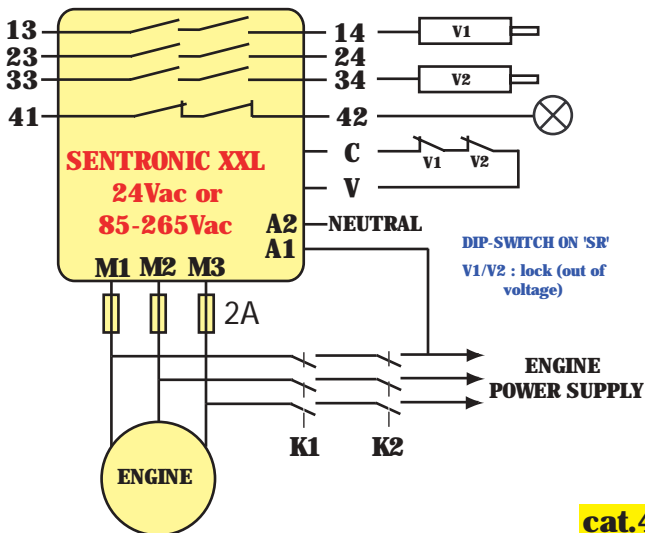 13 14 V1
23 24
33 34 V2
41 42
SENTRONIC XXL
24Vac or
85-265Vac
C V1 V2
V
A2 NEUTRAL
A1
DIP-SWITCH ON 'SR'
V1/V2 : lock (out of
voltage)
M1 M2 M3
2A
ENGINE
POWER SUPPLY
K1 K2
ENGINE
cat.4